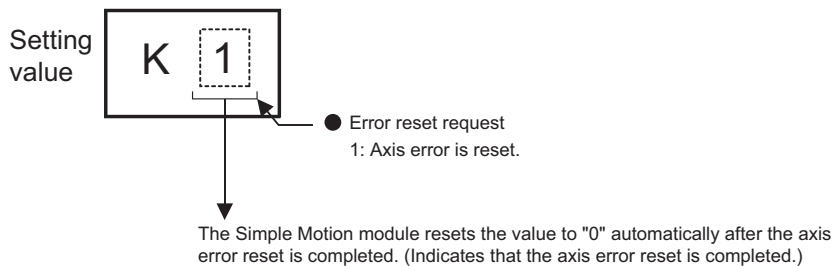 Setting
value
K 1
● Error reset request
1: Axis error is reset.
The Simple Motion module resets the value to "0" automatically after the axis
error reset is completed. (Indicates that the axis error reset is completed.)